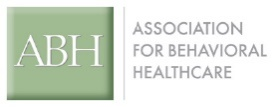 ABH
ASSOCIATION
FOR BEHAVIORAL
HEALTHCARE